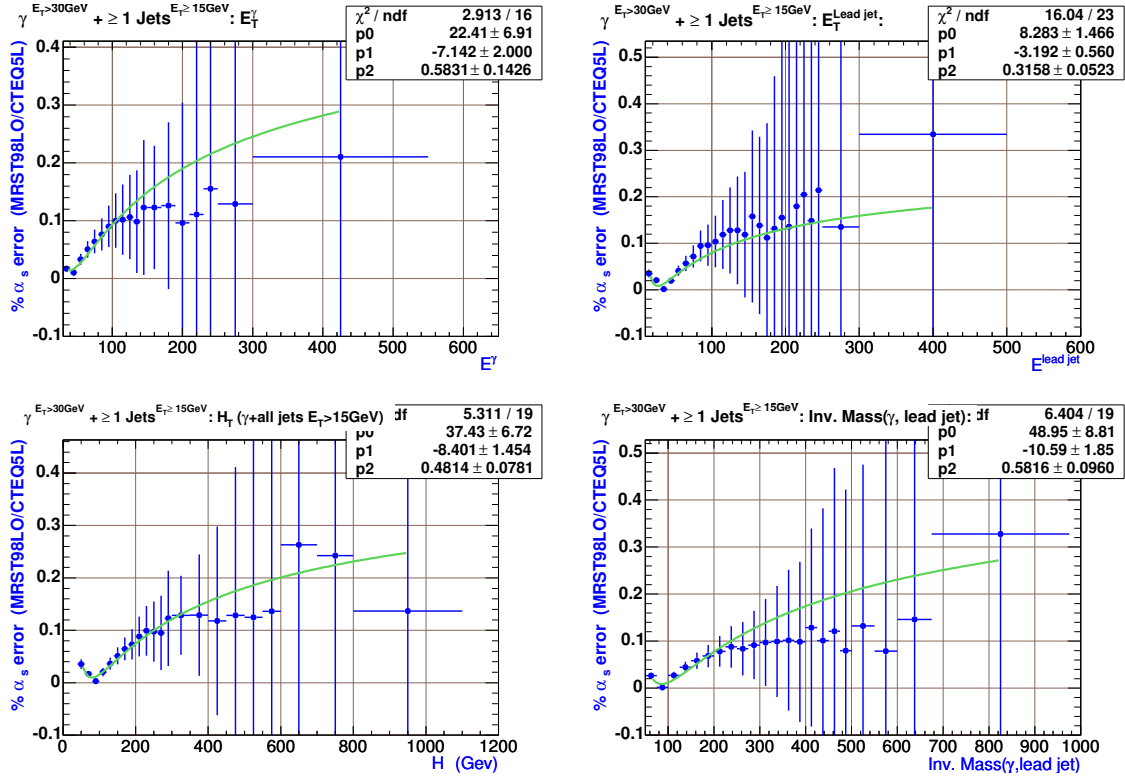 γ E_T>30GeV + ≥ 1 Jets E_T≥ 15GeV : E_T^γ
χ² / ndf 2.913 / 16
p0 22.41 ± 6.91
p1 -7.142 ± 2.000
p2 0.5831 ± 0.1426
% α s error (MRST98LO/CTEQ5L)
0.4
0.3
0.2
0.1
0
-0.1
100 200 300 400 500 600
E^γ
γ E_T>30GeV + ≥ 1 Jets E_T≥ 15GeV : E_T^Lead jet:
χ² / ndf 16.04 / 23
p0 8.283 ± 1.466
p1 -3.192 ± 0.560
p2 0.3158 ± 0.0523
% α s error (MRST98LO/CTEQ5L)
0.5
0.4
0.3
0.2
0.1
0
-0.1
100 200 300 400 500 600
E^lead jet
γ E_T>30GeV + ≥ 1 Jets E_T≥ 15GeV : H_T (γ+all jets E_T>15GeV)
df 5.311 / 19
p0 37.43 ± 6.72
p1 -8.401 ± 1.454
p2 0.4814 ± 0.0781
% α s error (MRST98LO/CTEQ5L)
0.4
0.3
0.2
0.1
0
-0.1
0 200 400 600 800 1000 1200
H (Gev)
γ E_T>30GeV + ≥ 1 Jets E_T≥ 15GeV : Inv. Mass(γ, lead jet):
df 6.404 / 19
p0 48.95 ± 8.81
p1 -10.59 ± 1.85
p2 0.5816 ± 0.0960
% α s error (MRST98LO/CTEQ5L)
0.5
0.4
0.3
0.2
0.1
0
-0.1
100 200 300 400 500 600 700 800 900 1000
Inv. Mass(γ,lead jet)